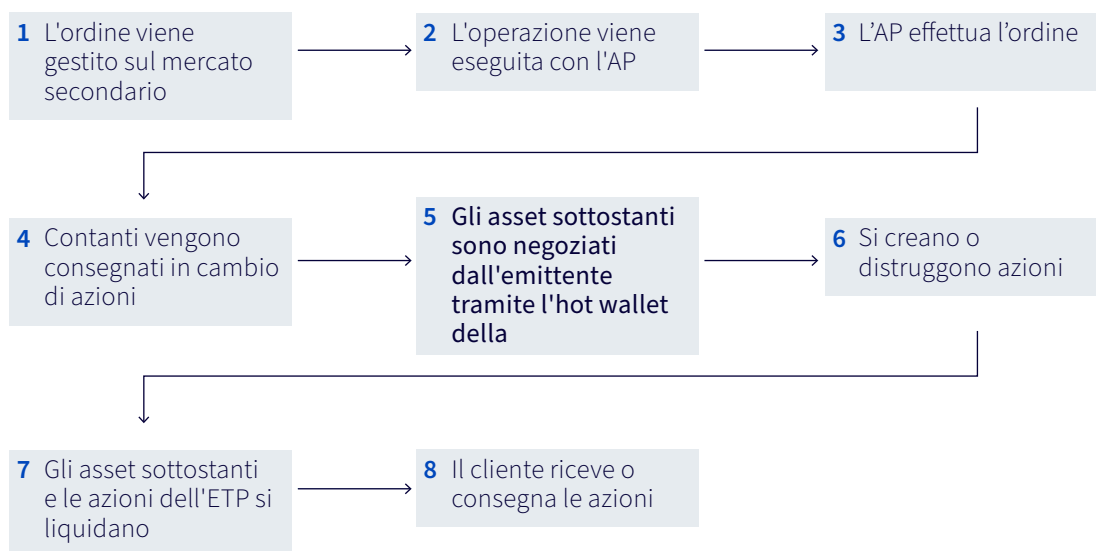 1 L'ordine viene
gestito sul mercato
secondario
2 L'operazione viene
eseguita con l'AP
3 L’AP effettua l’ordine
4 Contanti vengono
consegnati in cambio
di azioni
5 Gli asset sottostanti
sono negoziati
dall'emittente
tramite l'hot wallet
della
6 Si creano o
distruggono azioni
7 Gli asset sottostanti
e le azioni dell'ETP si
liquidano
8 Il cliente riceve o
consegna le azioni